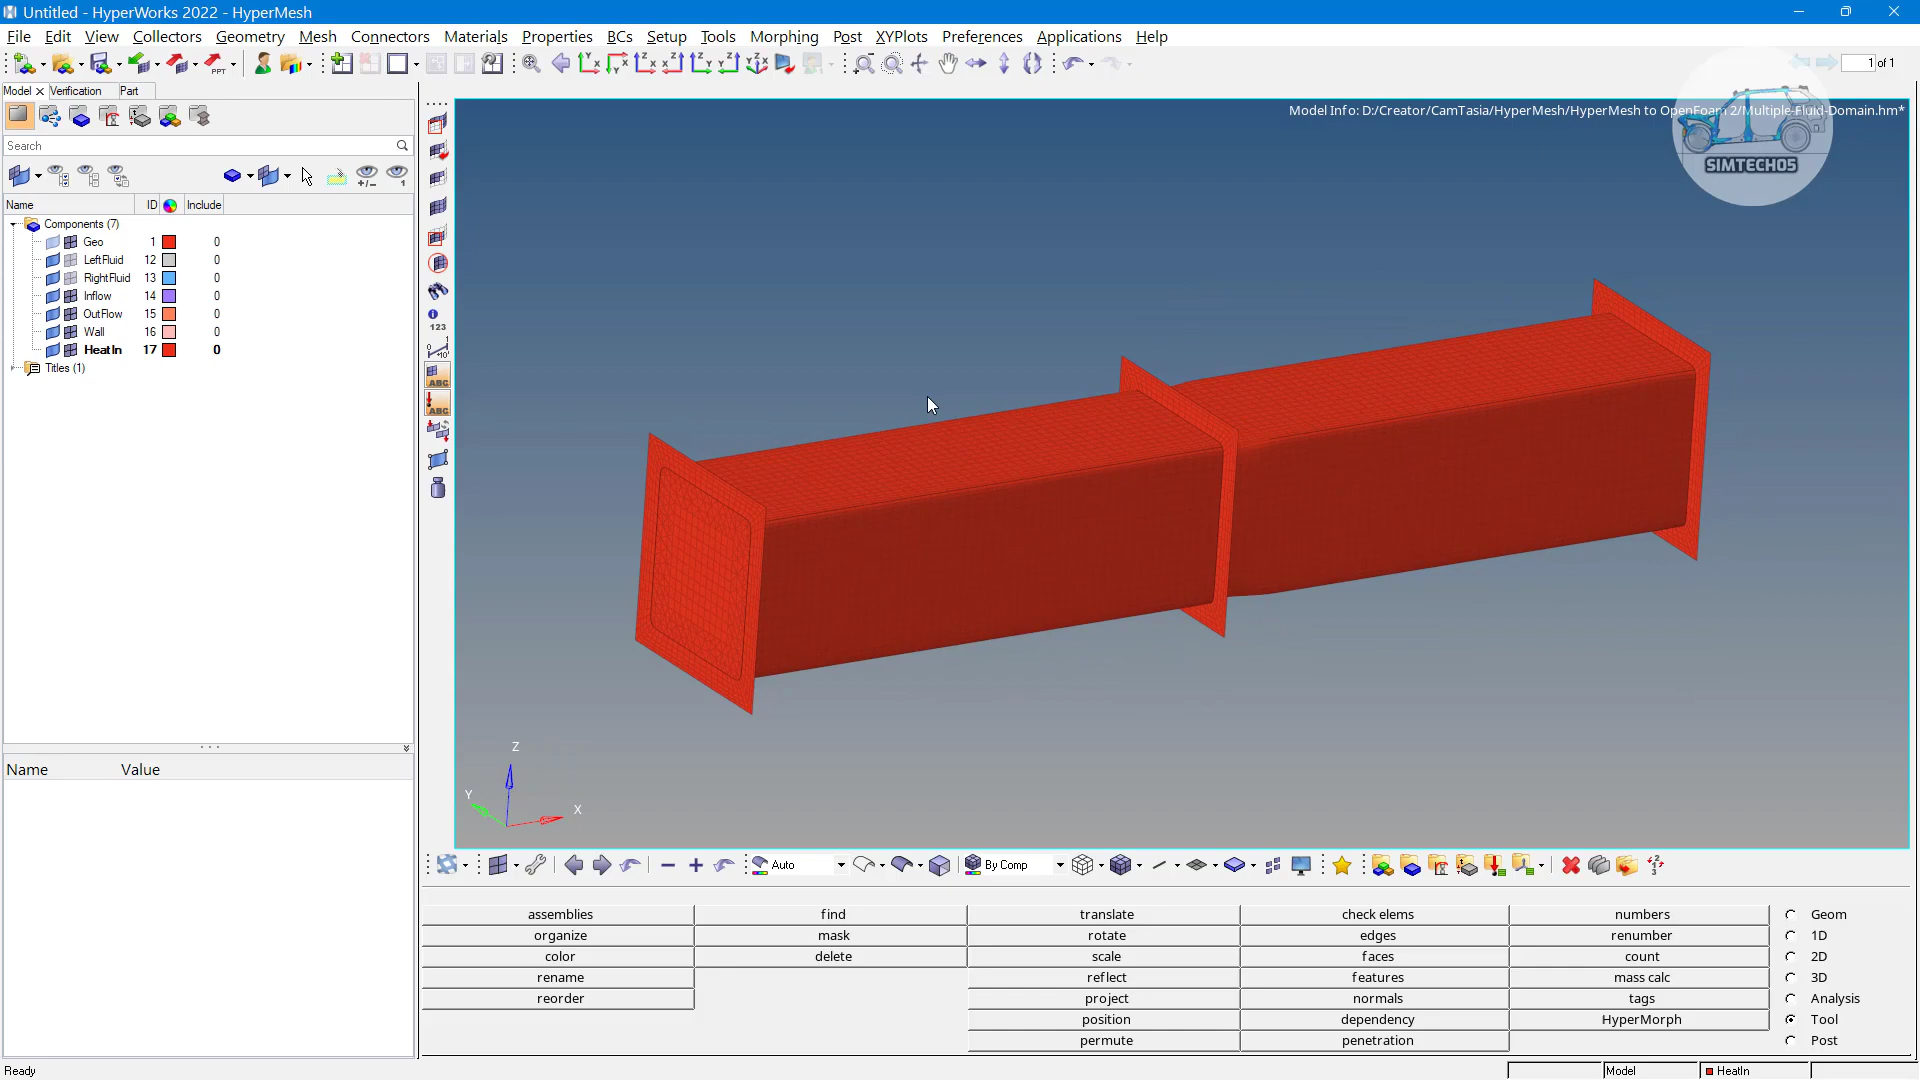 Untitled - HyperWorks 2022 - HyperMesh
File Edit View Collectors Geometry Mesh Connectors Materials Properties BCs Setup Tools Morphing Post XYPlots Preferences Applications Help
1 of 1
Model Verification Part
Model Info: D:/Creator/CamTasia/HyperMesh/HyperMesh to OpenFoam 2/Multiple-Fluid-Domain.hm*
SIMTECH05
Search
Name ID Include
Components (7)
Geo 1 0
LeftFluid 12 0
RightFluid 13 0
Inflow 14 0
OutFlow 15 0
Wall 16 0
HeatIn 17 0
Titles (1)
123
ABC
ABC
Name Value
Z
Y
X
Auto By Comp
assemblies find translate check elems numbers Geom
organize mask rotate edges renumber 1D
color delete scale faces count 2D
rename reflect features mass calc 3D
reorder project normals tags Analysis
position dependency HyperMorph Tool
permute penetration Post
Ready Model HeatIn